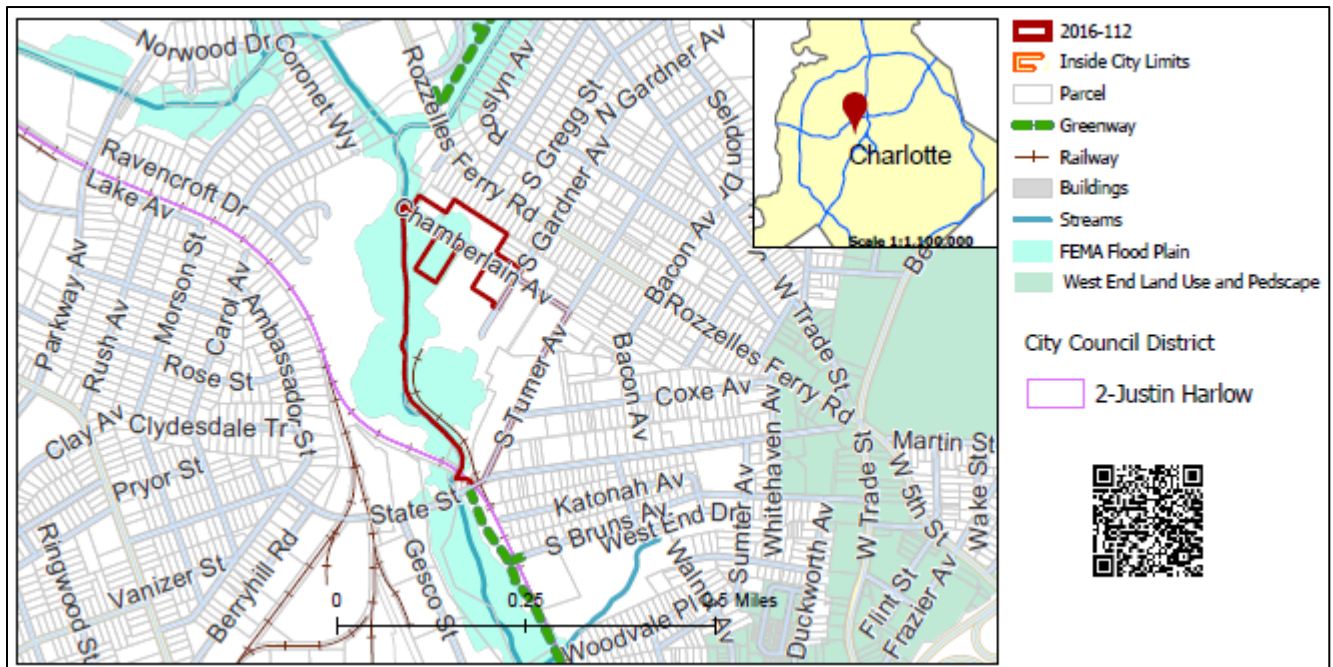 Norwood Dr
Coronet Wy
Rozzelles Ferry Rd
Roslyn Av
S Gregg St
N Gardner Av
S Gardner Av
Seldon Dr
Ravencroft Dr
Lake Av
Chamberlain Av
Parkway Av
Rush Av
Morson St
Carol Av
Ambassador St
Rose St
Clay Av
Clydesdale Tr
Pryor St
Ringwood St
Vanizer St
Berryhill Rd
State St
Gesco St
S Turner Av
Bacon Av
Bacon Av
Rozzelles Ferry Rd
W Trade St
Coxe Av
Whitehaven Av
Katonah Av
S Bruns Av
West End Dr
Sumter Av
Duckworth Av
W Trade St
W 5th St
Martin St
Wake St
Flint St
Frazier Av
Woodvale Pl
Be
Charlotte
Scale 1:1,100,000
0 0.25 0.5 Miles
2016-112
Inside City Limits
Parcel
Greenway
Railway
Buildings
Streams
FEMA Flood Plain
West End Land Use and Pedscape
City Council District
2-Justin Harlow